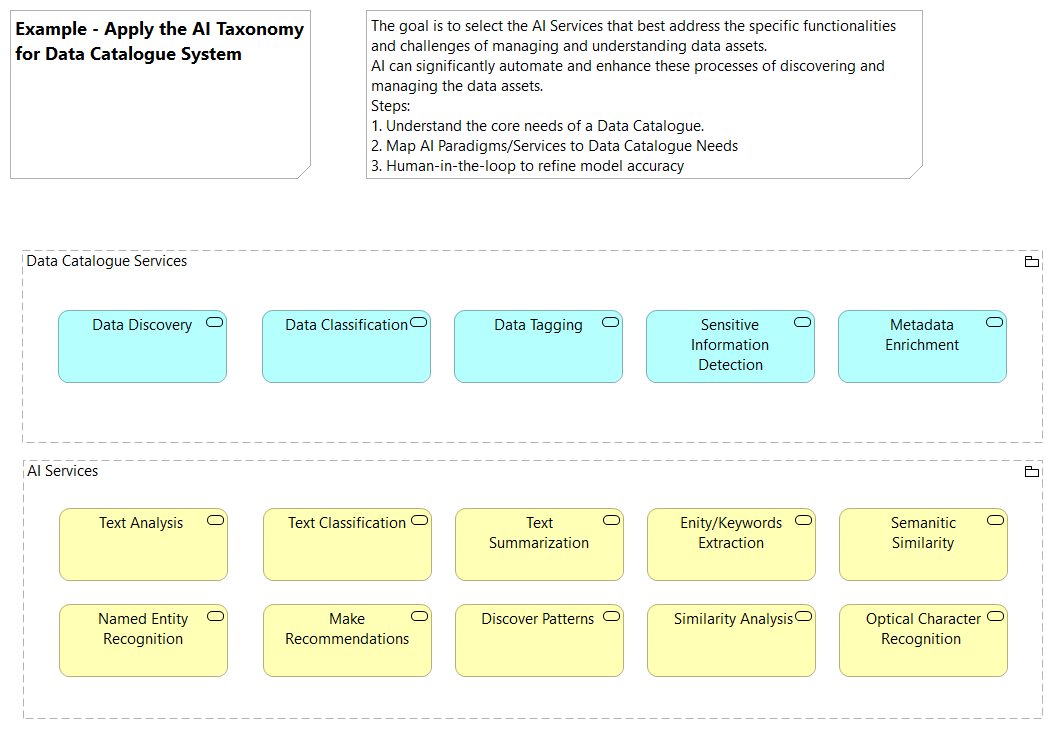 Example - Apply the AI Taxonomy
for Data Catalogue System
The goal is to select the AI Services that best address the specific functionalities
and challenges of managing and understanding data assets.
AI can significantly automate and enhance these processes of discovering and
managing the data assets.
Steps:
1. Understand the core needs of a Data Catalogue.
2. Map AI Paradigms/Services to Data Catalogue Needs
3. Human-in-the-loop to refine model accuracy
Data Catalogue Services
Data Discovery
Data Classification
Data Tagging
Sensitive
Information
Detection
Metadata
Enrichment
AI Services
Text Analysis
Text Classification
Text
Summarization
Enity/Keywords
Extraction
Semanitic
Similarity
Named Entity
Recognition
Make
Recommendations
Discover Patterns
Similarity Analysis
Optical Character
Recognition